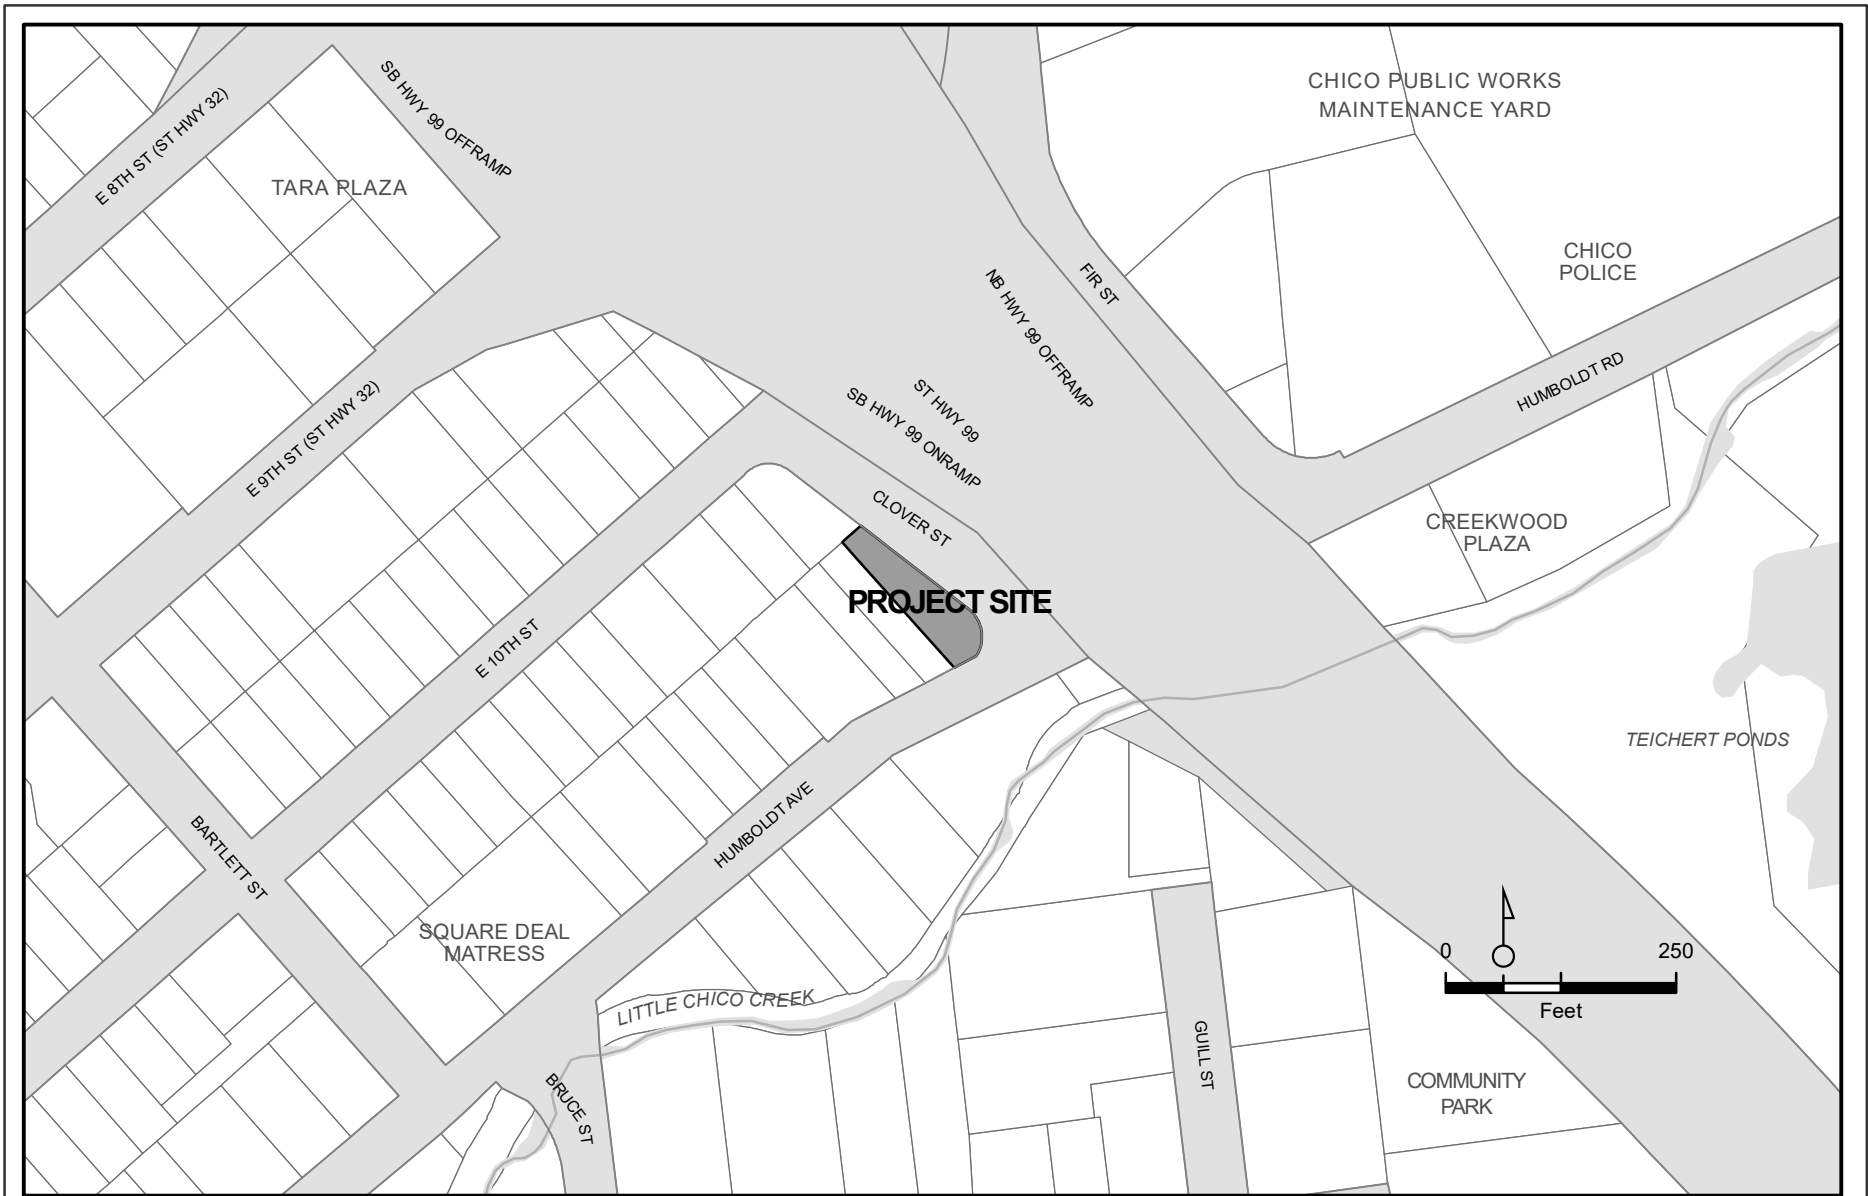 CHICO PUBLIC WORKS
MAINTENANCE YARD
SB HWY 99 OFFRAMP
E 8TH ST (ST HWY 32)
TARA PLAZA
CHICO
POLICE
FIR ST
NB HWY 99 OFFRAMP
HUMBOLDT RD
ST HWY 99
SB HWY 99 ONRAMP
E 9TH ST (ST HWY 32)
CLOVER ST
CREEKWOOD
PLAZA
PROJECT SITE
E 10TH ST
TEICHERT PONDS
HUMBOLDT AVE
BARTLETT ST
SQUARE DEAL
MATRESS
0 250
Feet
LITTLE CHICO CREEK
GUILL ST
BRUCE ST
COMMUNITY
PARK